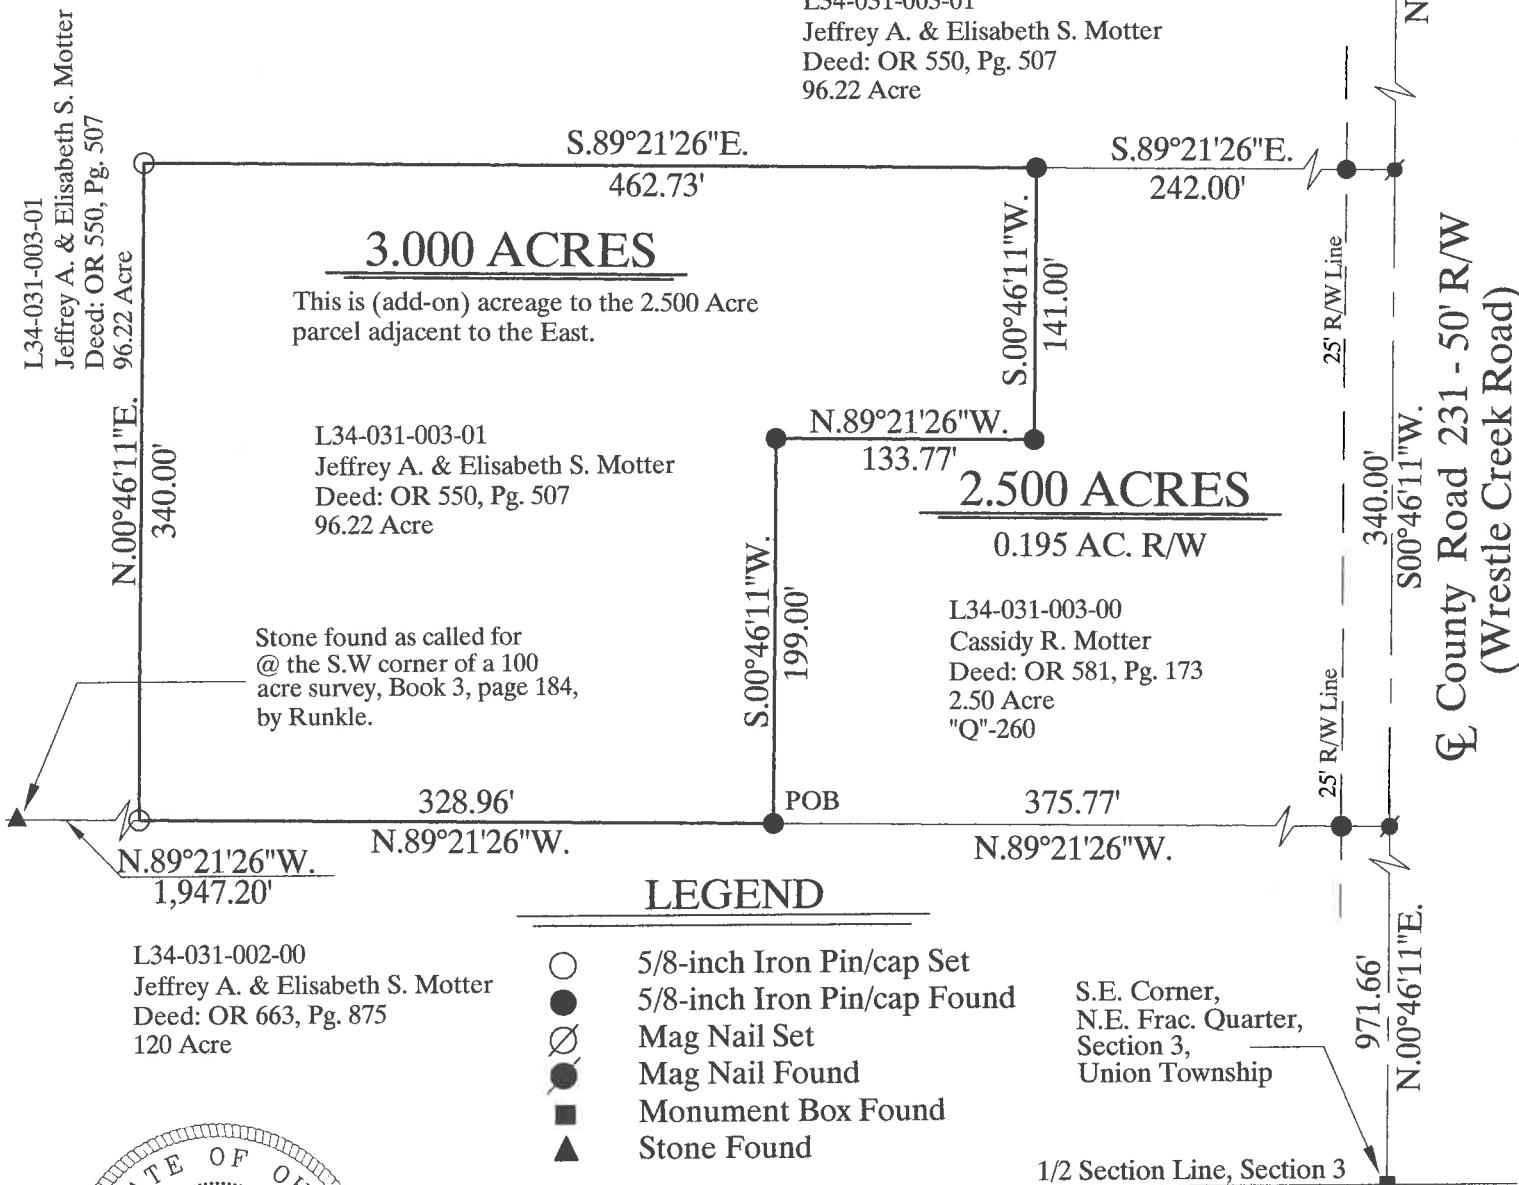 L34-031-003-01
Jeffrey A. & Elisabeth S. Motter
Deed: OR 550, Pg. 507
96.22 Acre
N
L34-031-003-01
Jeffrey A. & Elisabeth S. Motter
Deed: OR 550, Pg. 507
96.22 Acre
S.89°21'26"E.
462.73'
S.89°21'26"E.
242.00'
3.000 ACRES
This is (add-on) acreage to the 2.500 Acre
parcel adjacent to the East.
S.00°46'11"W.
141.00'
25' R/W Line
N.00°46'11"E.
340.00'
L34-031-003-01
Jeffrey A. & Elisabeth S. Motter
Deed: OR 550, Pg. 507
96.22 Acre
N.89°21'26"W.
133.77'
2.500 ACRES
0.195 AC. R/W
340.00'
S00°46'11"W.
℄ County Road 231 - 50' R/W
(Wrestle Creek Road)
S.00°46'11"W.
199.00'
L34-031-003-00
Cassidy R. Motter
Deed: OR 581, Pg. 173
2.50 Acre
"Q"-260
Stone found as called for
@ the S.W corner of a 100
acre survey, Book 3, page 184,
by Runkle.
25' R/W Line
328.96'
N.89°21'26"W.
POB
375.77'
N.89°21'26"W.
N.89°21'26"W.
1,947.20'
LEGEND
L34-031-002-00
Jeffrey A. & Elisabeth S. Motter
Deed: OR 663, Pg. 875
120 Acre
5/8-inch Iron Pin/cap Set
5/8-inch Iron Pin/cap Found
Mag Nail Set
Mag Nail Found
Monument Box Found
Stone Found
S.E. Corner,
N.E. Frac. Quarter,
Section 3,
Union Township
971.66'
N.00°46'11"E.
1/2 Section Line, Section 3
OF